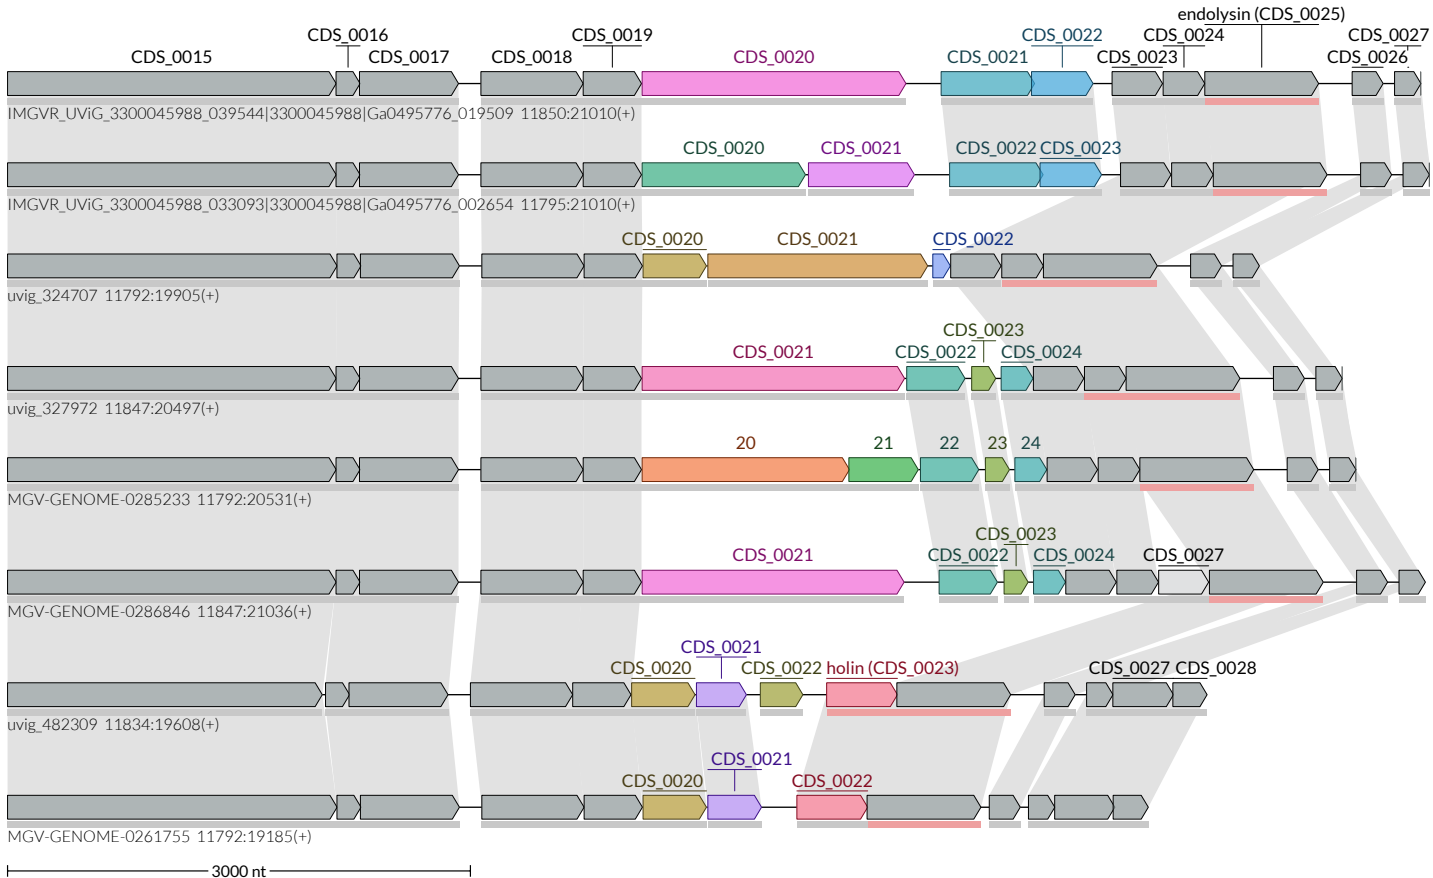 endolysin (CDS_0025)
CDS_0016 CDS_0019 CDS_0022 CDS_0024 CDS_0027
CDS_0015 CDS_0017 CDS_0018 CDS_0020 CDS_0021 CDS_0023 CDS_0026
IMGVR_UViG_3300045988_039544|3300045988|Ga0495776_019509 11850:21010(+)
CDS_0020 CDS_0021 CDS_0022 CDS_0023
IMGVR_UViG_3300045988_033093|3300045988|Ga0495776_002654 11795:21010(+)
CDS_0020 CDS_0021 CDS_0022
uvig_324707 11792:19905(+)
CDS_0023
CDS_0021 CDS_0022 CDS_0024
uvig_327972 11847:20497(+)
20 21 22 23 24
MGV-GENOME-0285233 11792:20531(+)
CDS_0023
CDS_0021 CDS_0022 CDS_0024 CDS_0027
MGV-GENOME-0286846 11847:21036(+)
CDS_0021
CDS_0020 CDS_0022 holin (CDS_0023) CDS_0027 CDS_0028
uvig_482309 11834:19608(+)
CDS_0021
CDS_0020 CDS_0022
MGV-GENOME-0261755 11792:19185(+)
3000 nt